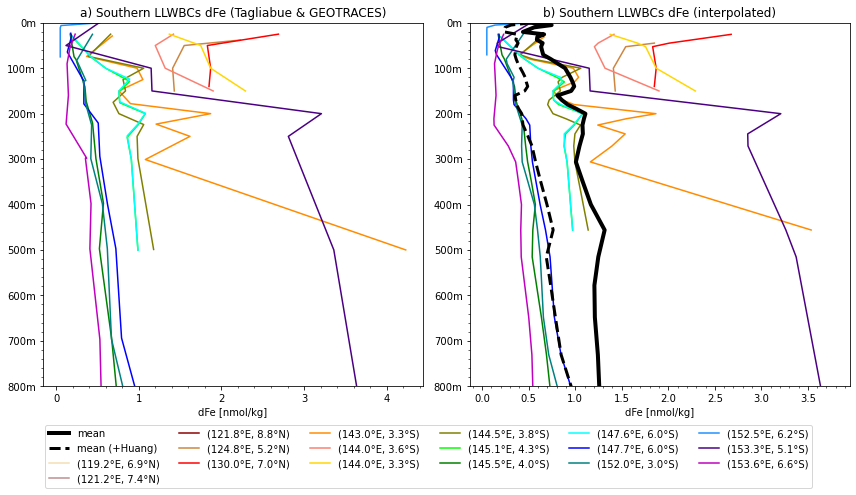 a) Southern LLWBCs dFe (Tagliabue & GEOTRACES)
0m
100m
200m
300m
400m
500m
600m
700m
800m
0
1
2
3
4
dFe [nmol/kg]
b) Southern LLWBCs dFe (interpolated)
0m
100m
200m
300m
400m
500m
600m
700m
800m
0.0
0.5
1.0
1.5
2.0
2.5
3.0
3.5
dFe [nmol/kg]
mean
mean (+Huang)
(119.2°E, 6.9°N)
(121.2°E, 7.4°N)
(121.8°E, 8.8°N)
(124.8°E, 5.2°N)
(130.0°E, 7.0°N)
(143.0°E, 3.3°S)
(144.0°E, 3.6°S)
(144.0°E, 3.3°S)
(144.5°E, 3.8°S)
(145.1°E, 4.3°S)
(145.5°E, 4.0°S)
(147.6°E, 6.0°S)
(147.7°E, 6.0°S)
(152.0°E, 3.0°S)
(152.5°E, 6.2°S)
(153.3°E, 5.1°S)
(153.6°E, 6.6°S)